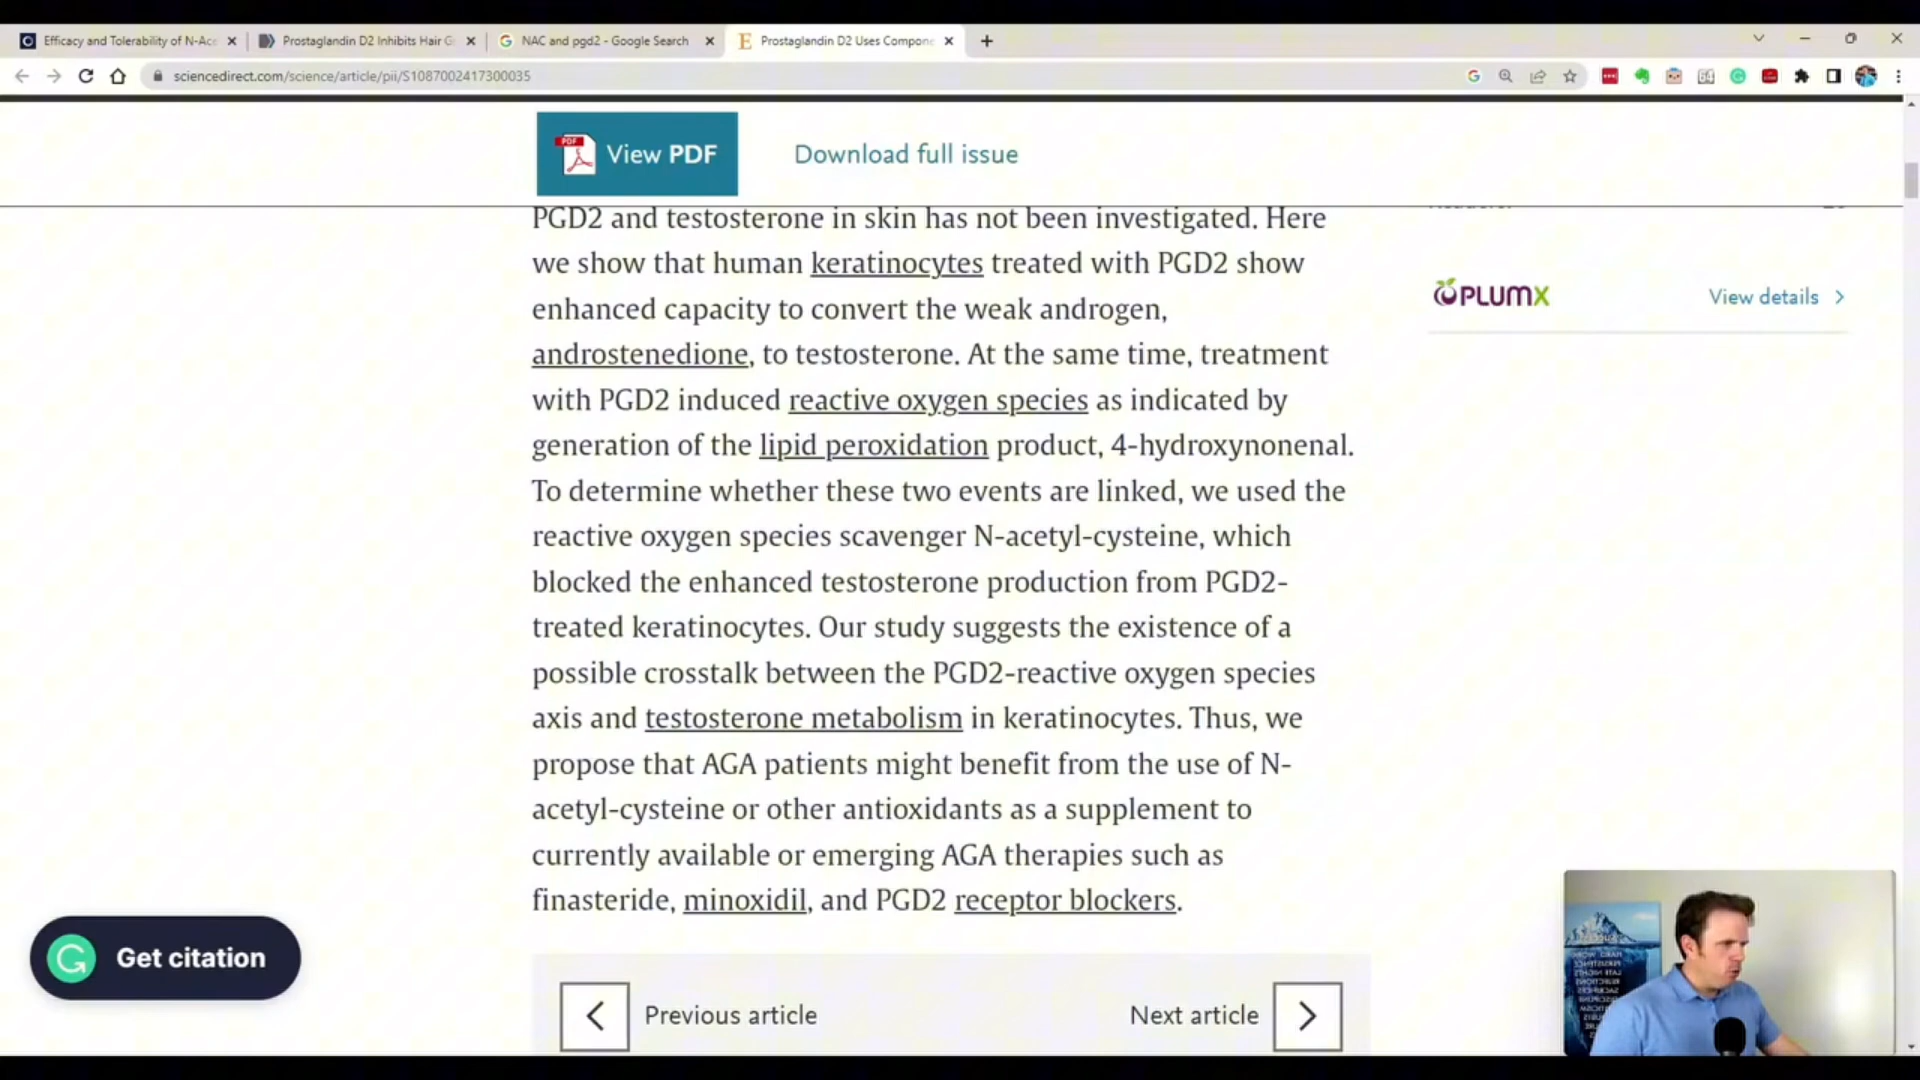 Efficacy and Tolerability of N-Ace
Prostaglandin D2 Inhibits Hair G
NAC and pgd2 - Google Search
Prostaglandin D2 Uses Compone
sciencedirect.com/science/article/pii/S1087002417300035
View PDF
Download full issue
PGD2 and testosterone in skin has not been investigated. Here
we show that human keratinocytes treated with PGD2 show
enhanced capacity to convert the weak androgen,
androstenedione, to testosterone. At the same time, treatment
with PGD2 induced reactive oxygen species as indicated by
generation of the lipid peroxidation product, 4-hydroxynonenal.
To determine whether these two events are linked, we used the
reactive oxygen species scavenger N-acetyl-cysteine, which
blocked the enhanced testosterone production from PGD2-
treated keratinocytes. Our study suggests the existence of a
possible crosstalk between the PGD2-reactive oxygen species
axis and testosterone metabolism in keratinocytes. Thus, we
propose that AGA patients might benefit from the use of N-
acetyl-cysteine or other antioxidants as a supplement to
currently available or emerging AGA therapies such as
finasteride, minoxidil, and PGD2 receptor blockers.
PLUMX
View details
Get citation
Previous article
Next article